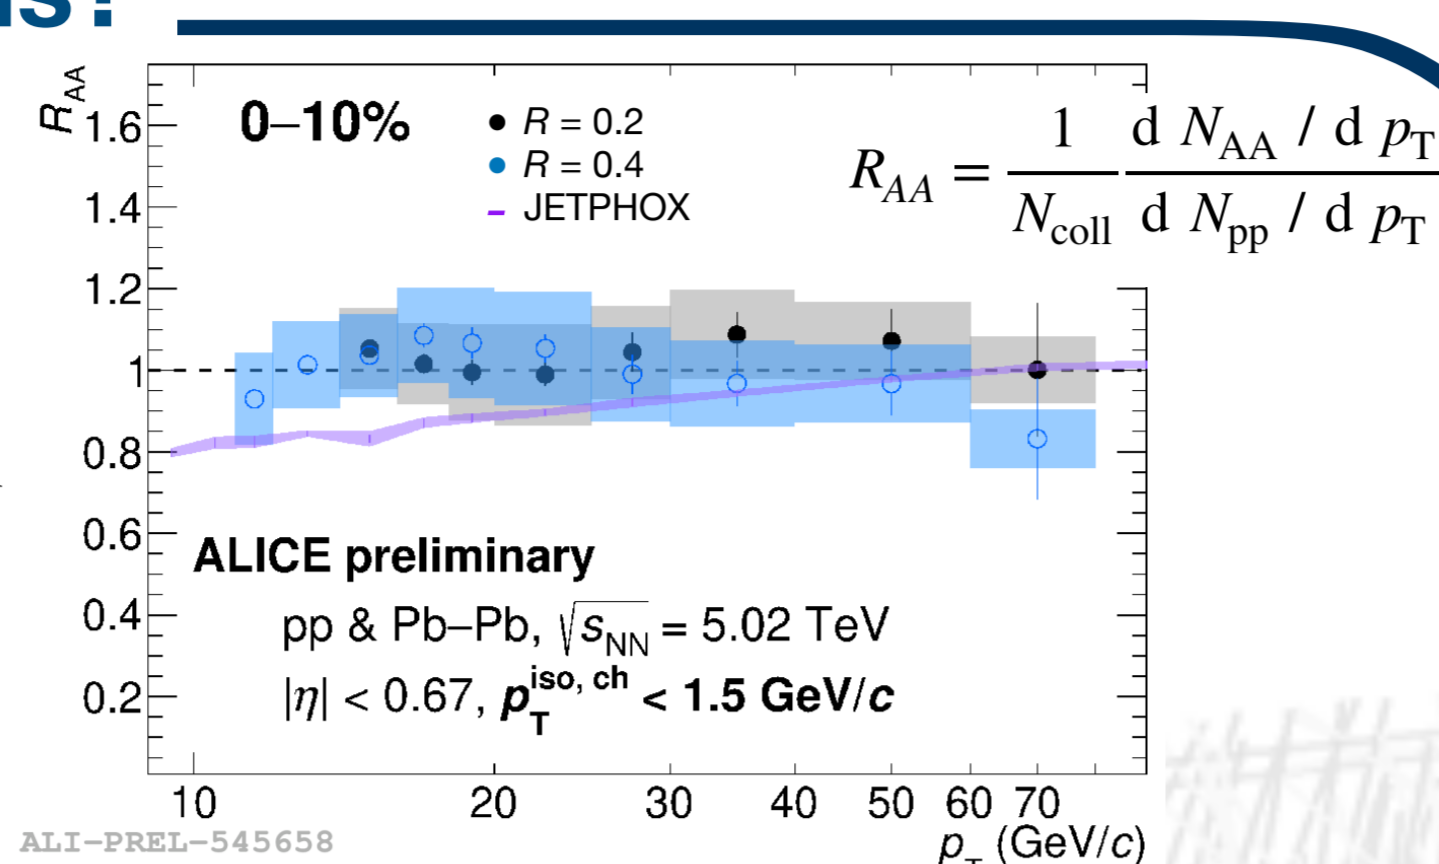 R_AA
0–10%
R = 0.2
R = 0.4
JETPHOX
R_AA = 1 / N_coll d N_AA / d p_T / d N_pp / d p_T
1.6
1.4
1.2
1
0.8
0.6
0.4
0.2
ALICE preliminary
pp & Pb–Pb, √s_NN = 5.02 TeV
|η| < 0.67, p_T^iso, ch < 1.5 GeV/c
10 20 30 40 50 60 70
p_T (GeV/c)
ALI-PREL-545658